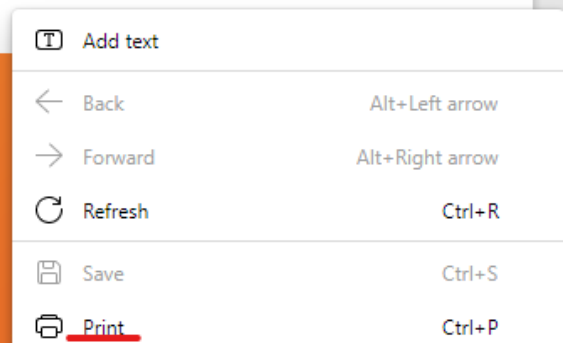 Add text
Back Alt+Left arrow
Forward Alt+Right arrow
Refresh Ctrl+R
Save Ctrl+S
Print Ctrl+P